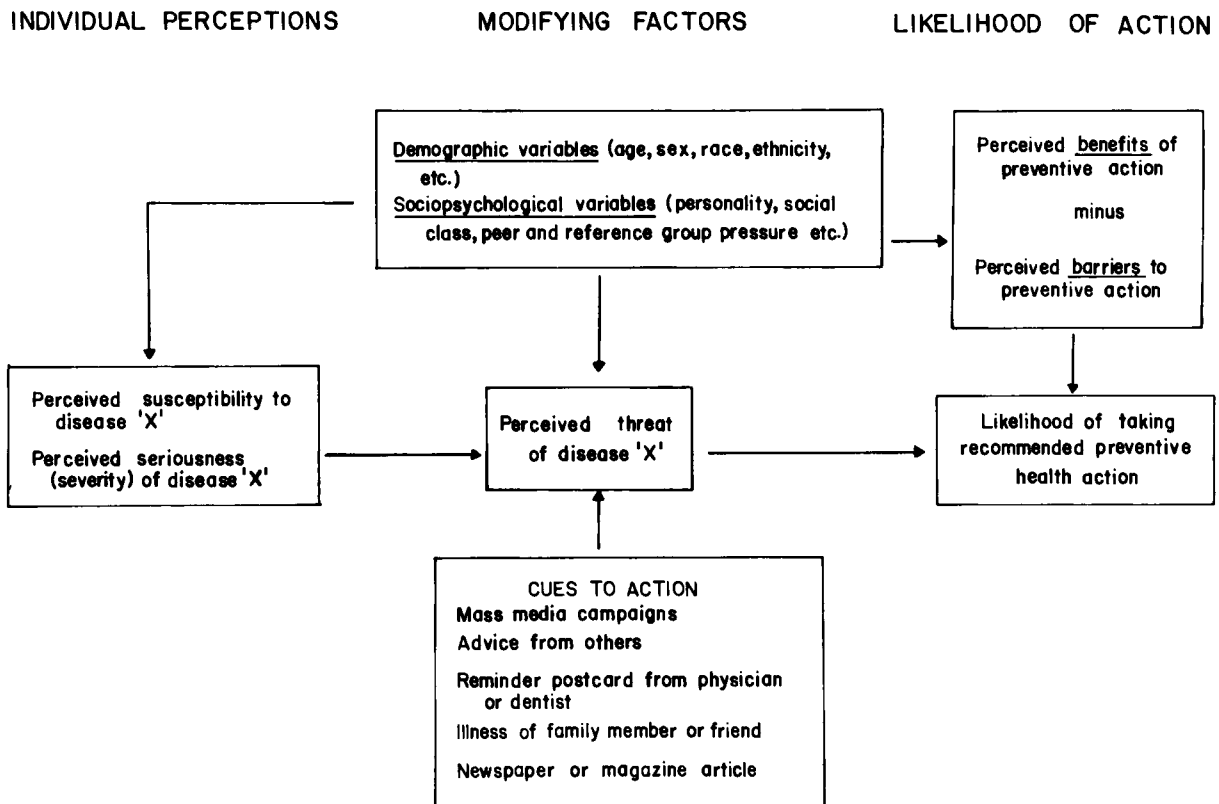 INDIVIDUAL PERCEPTIONS
MODIFYING FACTORS
LIKELIHOOD OF ACTION
Demographic variables (age, sex, race, ethnicity,
etc.)
Sociopsychological variables (personality, social
class, peer and reference group pressure etc.)
Perceived benefits of
preventive action
minus
Perceived barriers to
preventive action
Perceived susceptibility to
disease 'X'
Perceived seriousness
(severity) of disease 'X'
Perceived threat
of disease 'X'
Likelihood of taking
recommended preventive
health action
CUES TO ACTION
Mass media campaigns
Advice from others
Reminder postcard from physician
or dentist
Illness of family member or friend
Newspaper or magazine article